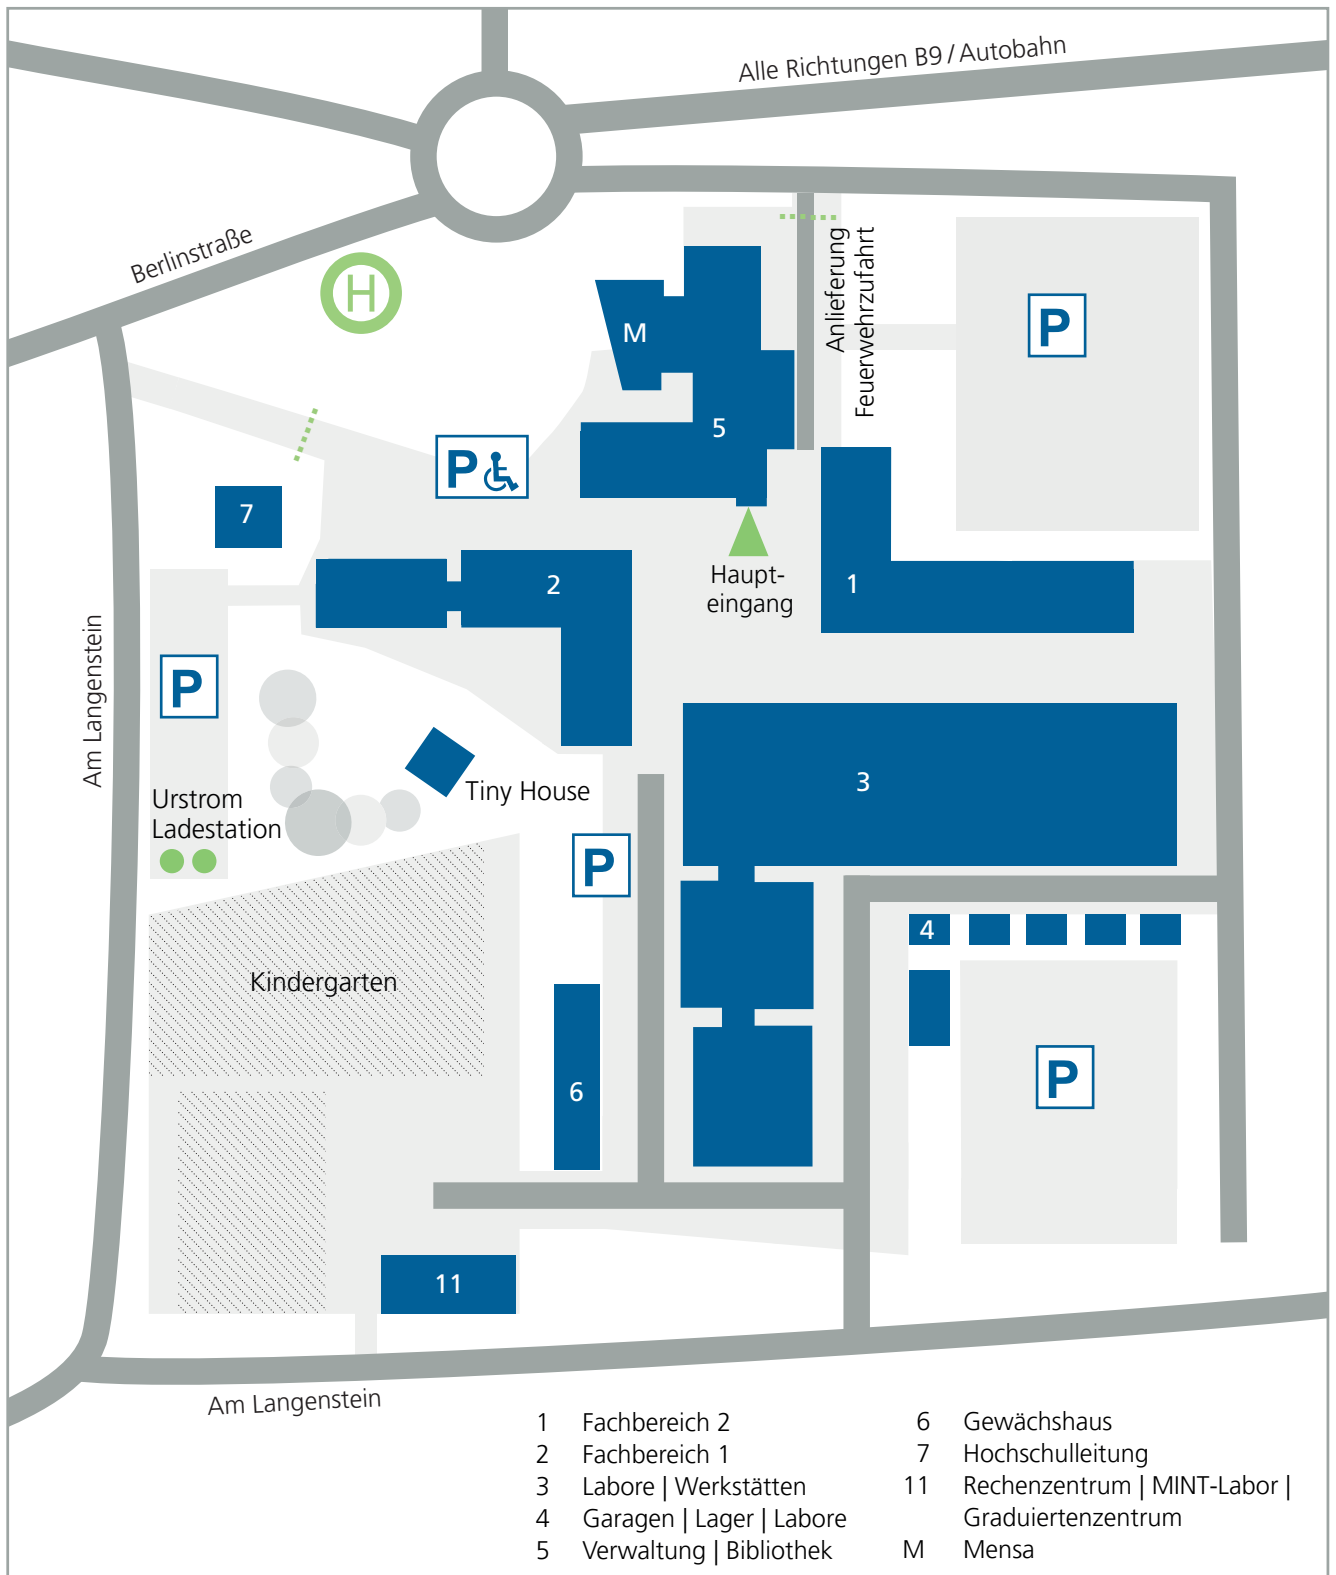 Alle Richtungen B9 / Autobahn
Berlinstraße
H
Anlieferung
Feuerwehrzufahrt
P
M
5
P
7
Haupt-
eingang
2
1
Am Langenstein
P
3
Tiny House
Urstrom
Ladestation
P
4
Kindergarten
6
P
11
Am Langenstein
1 Fachbereich 2
2 Fachbereich 1
3 Labore | Werkstätten
4 Garagen | Lager | Labore
5 Verwaltung | Bibliothek
6 Gewächshaus
7 Hochschulleitung
11 Rechenzentrum | MINT-Labor |
Graduiertenzentrum
M Mensa